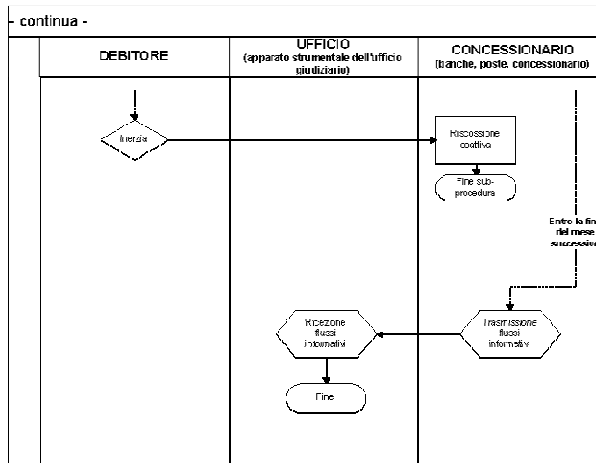 - continua -
DEBITORE
UFFICIO
(apparato strumentale dell'ufficio
giudiziario)
CONCESSIONARIO
(banche, poste, concessionario)
Inerzia
Riscossione
coattiva
Fine sub-
procedura
Entro la fin
del mese
successivo
Ricezione
flussi
informativi
Trasmissione
flussi
informativi
Fine